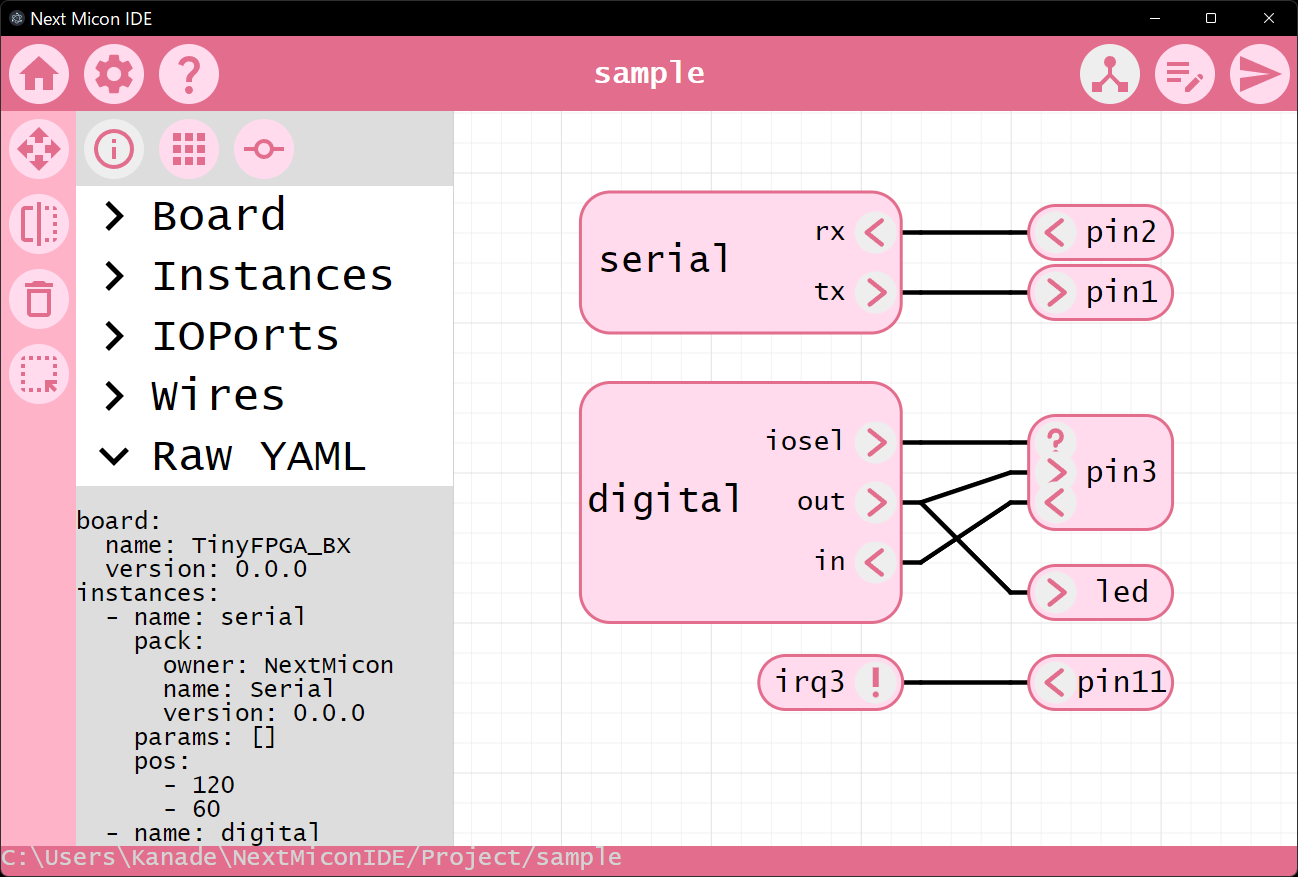 Next Micon IDE
sample
Board
Instances
IOPorts
Wires
Raw YAML
board:
  name: TinyFPGA_BX
  version: 0.0.0
instances:
  - name: serial
    pack:
      owner: NextMicon
      name: Serial
      version: 0.0.0
    params: []
    pos:
      - 120
      - 60
  - name: digital
serial
rx
tx
pin2
pin1
digital
iosel
out
in
pin3
led
irq3
pin11
C:\Users\Kanade\NextMiconIDE/Project/sample